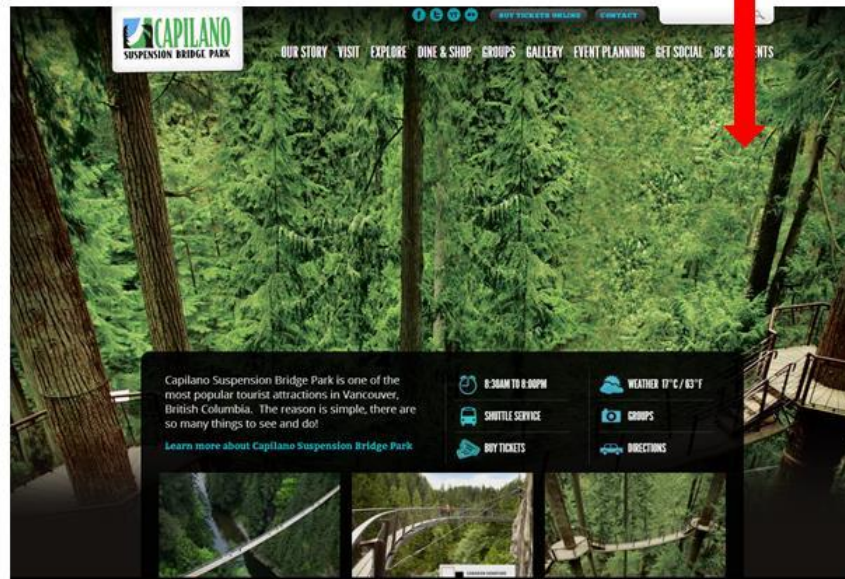 BUY TICKETS ONLINE
CONTACT
CAPILANO
SUSPENSION BRIDGE PARK
OUR STORY VISIT EXPLORE DINE & SHOP GROUPS GALLERY EVENT PLANNING GET SOCIAL BC
Capilano Suspension Bridge Park is one of the
most popular tourist attractions in Vancouver,
British Columbia. The reason is simple, there are
so many things to see and do!
Learn more about Capilano Suspension Bridge Park
8:30AM TO 8:00PM
SHUTTLE SERVICE
BUY TICKETS
WEATHER 17°C / 63°F
GROUPS
DIRECTIONS